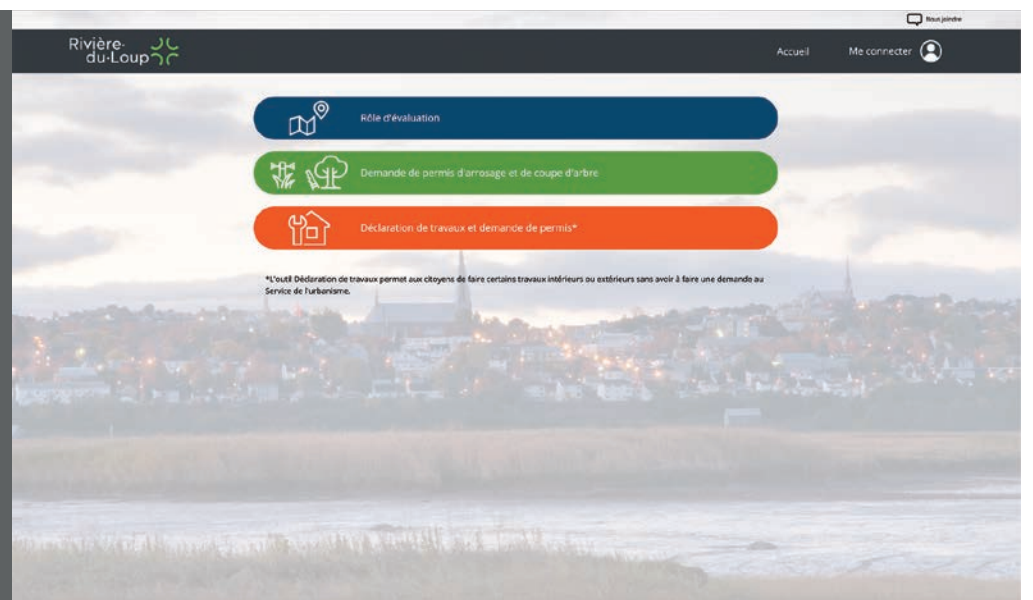 Nous joindre
Rivière-
du-Loup
Accueil
Me connecter
Rôle d'évaluation
Demande de permis d'arrosage et de coupe d'arbre
Déclaration de travaux et demande de permis*
*L'outil Déclaration de travaux permet aux citoyens de faire certains travaux intérieurs ou extérieurs sans avoir à faire une demande au
Service de l'urbanisme.